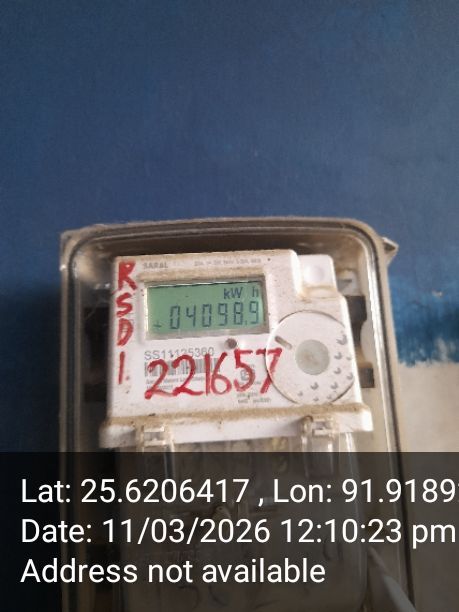 SARAL
kW h
04098.9
SS11125360
RSD1.
221657
Lat: 25.6206417 , Lon: 91.9189
Date: 11/03/2026 12:10:23 pm
Address not available